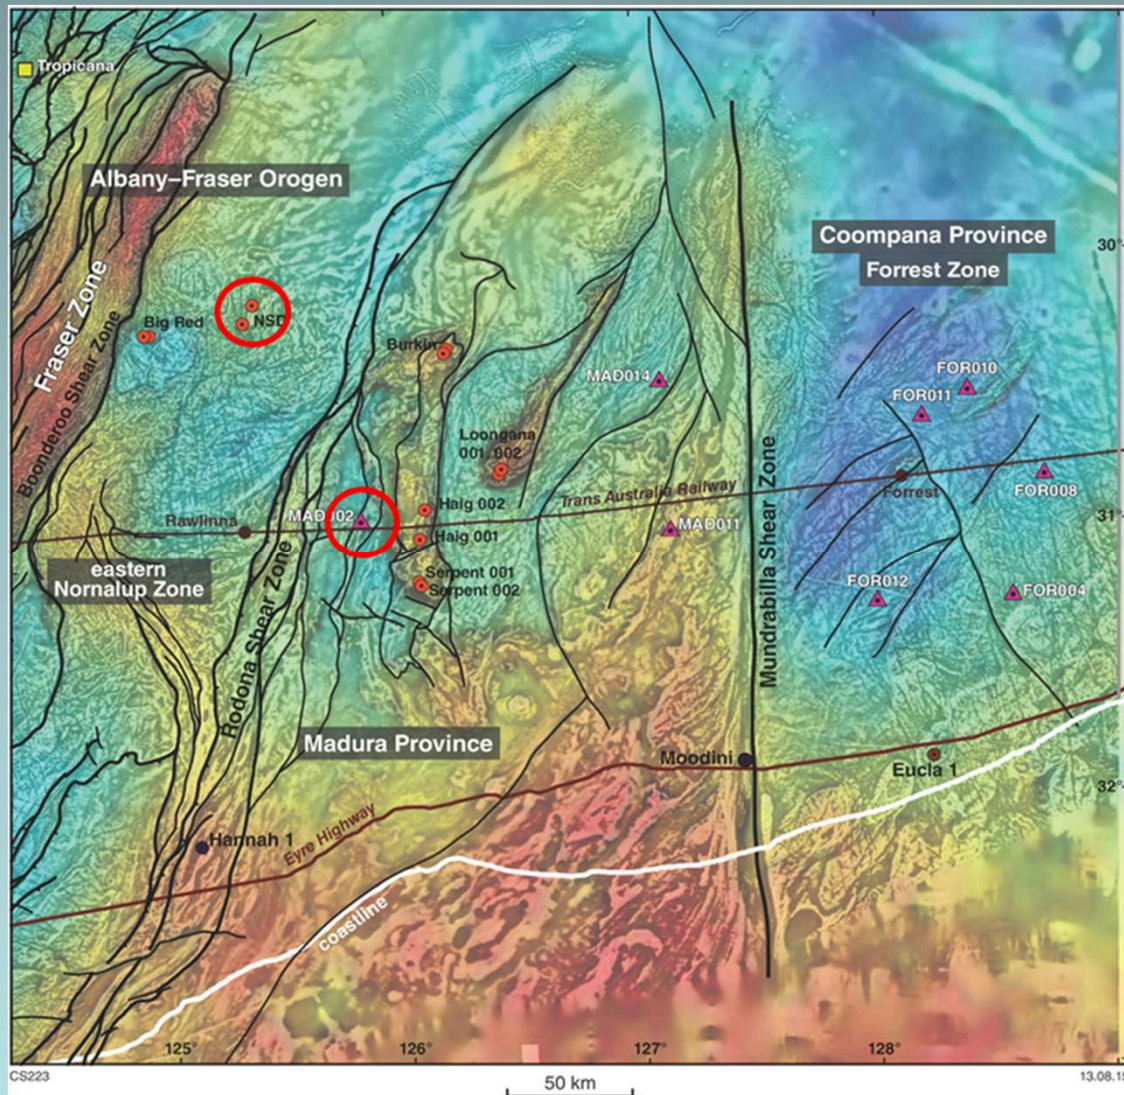 Tropicana
Albany–Fraser Orogen
Coompana Province
Forrest Zone
30°
Fraser Zone
Boonderoo Shear Zone
Big Red
NSD
Burkin
MAD014
FOR010
FOR011
Loongana
001, 002
Mundrabilla Shear Zone
Trans Australia Railway
Forrest
FOR008
MAD002
Haig 002
Rawlinna
MAD011
31°
Haig 001
eastern
Nornalup Zone
Serpent 001
Serpent 002
FOR012
FOR004
Rodona Shear Zone
Madura Province
Moodini
Eucla 1
32°
Hannah 1
Eyre Highway
coastline
125°
126°
127°
128°
CS223
50 km